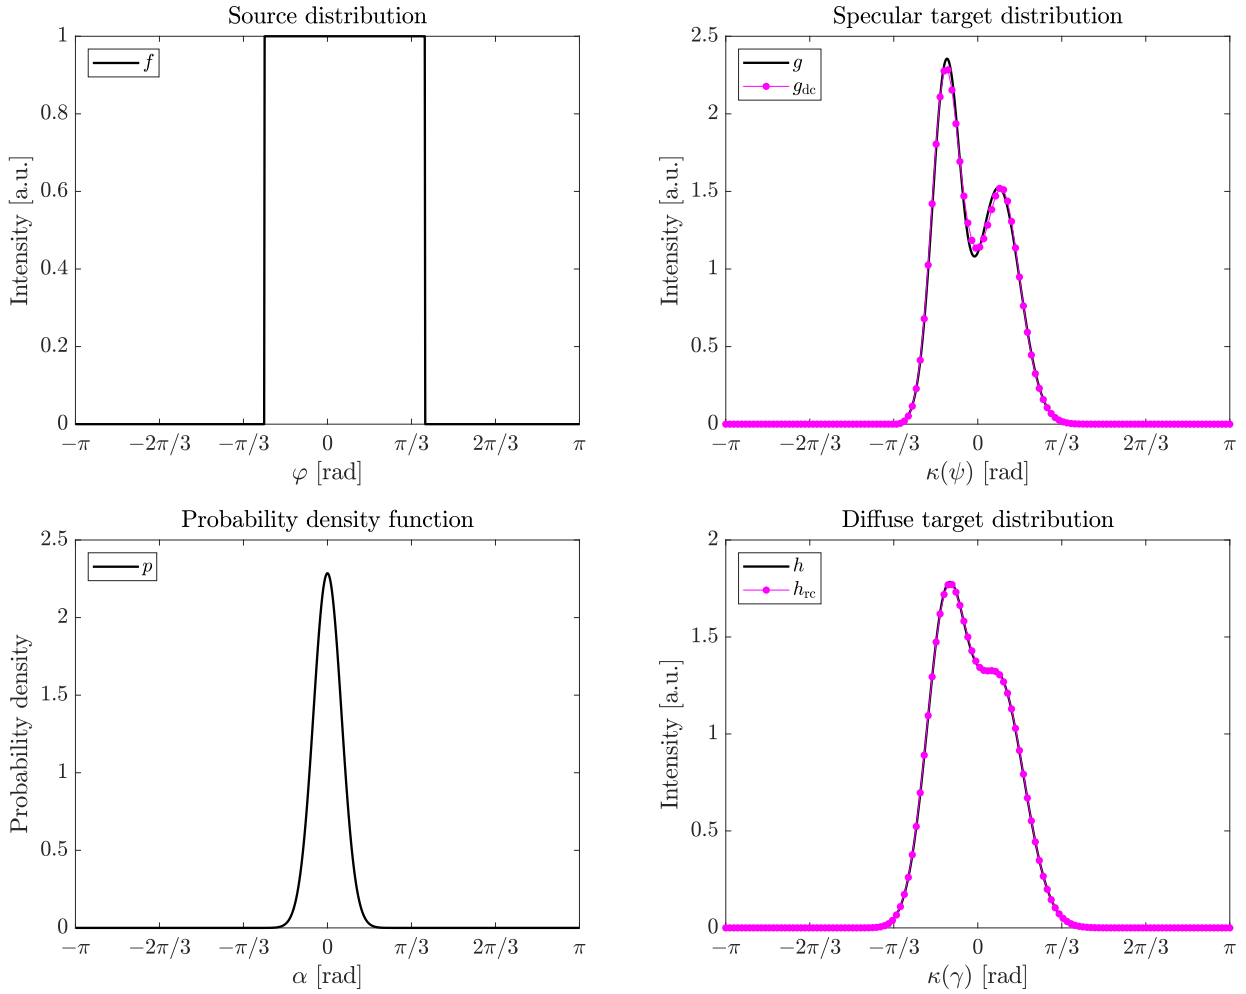 Source distribution
1
0.8
0.6
0.4
0.2
0
f
Intensity [a.u.]
−π −2π/3 −π/3 0 π/3 2π/3 π
φ [rad]
Specular target distribution
2.5
2
1.5
1
0.5
0
g
g_dc
Intensity [a.u.]
−π −2π/3 −π/3 0 π/3 2π/3 π
κ(ψ) [rad]
Probability density function
2.5
2
1.5
1
0.5
0
p
Probability density
−π −2π/3 −π/3 0 π/3 2π/3 π
α [rad]
Diffuse target distribution
2
1.5
1
0.5
0
h
h_rc
Intensity [a.u.]
−π −2π/3 −π/3 0 π/3 2π/3 π
κ(γ) [rad]